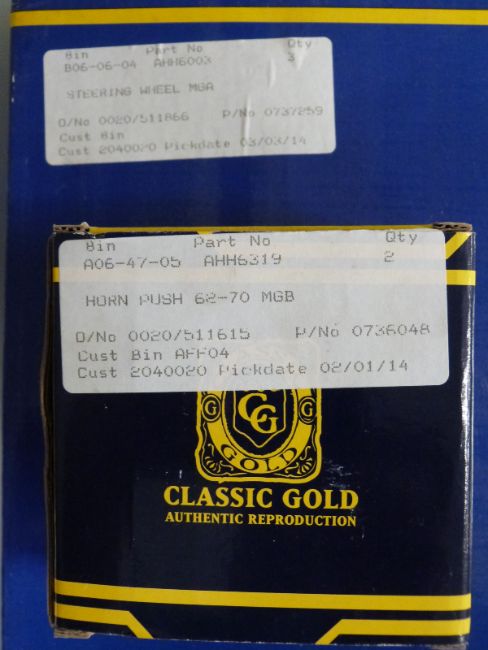 Bin Part No Qty
B06-06-04 AHH6003 3
STEERING WHEEL MGA
O/No 0020/511866 P/No 0737259
Cust Bin
Cust 2040020 Pickdate 03/03/14
Bin Part No Qty
A06-47-05 AHH6319 2
HORN PUSH 62-70 MGB
O/No 0020/511615 P/No 0736048
Cust Bin AFF04
Cust 2040020 Pickdate 02/01/14
G CG G
GOLD
CLASSIC GOLD
AUTHENTIC REPRODUCTION